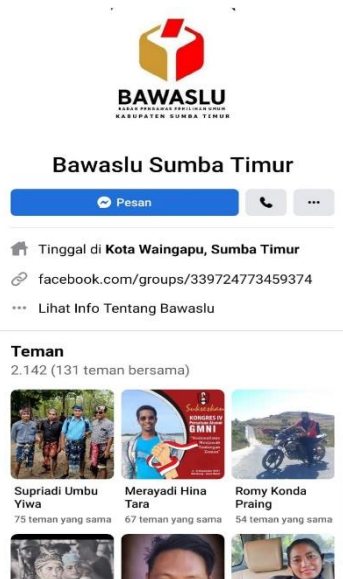 BAWASLU
BADAN PENGAWAS PEMILIHAN UMUM
KABUPATEN SUMBA TIMUR
Bawaslu Sumba Timur
Pesan
Tinggal di Kota Waingapu, Sumba Timur
facebook.com/groups/339724773459374
Lihat Info Tentang Bawaslu
Teman
2.142 (131 teman bersama)
Sukseskan
KONGRES IV
GMNI
Supriadi Umbu
Yiwa
75 teman yang sama
Merayadi Hina
Tara
67 teman yang sama
Romy Konda
Praing
54 teman yang sama